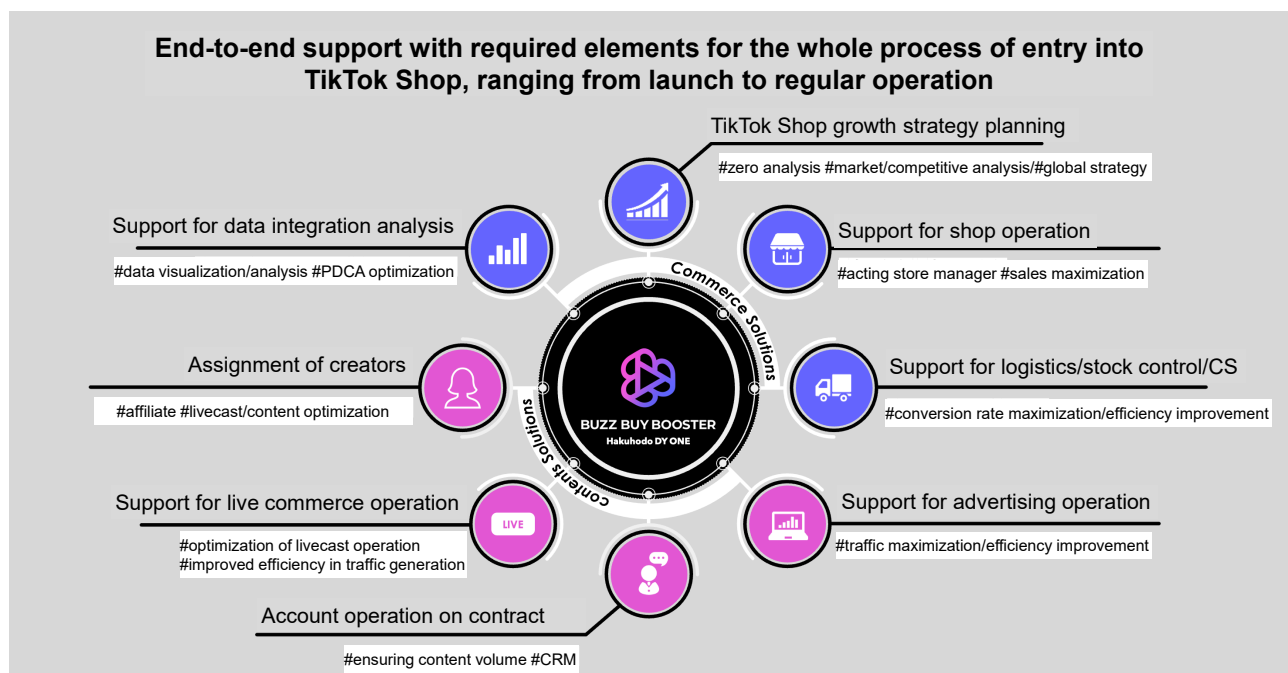 End-to-end support with required elements for the whole process of entry into
TikTok Shop, ranging from launch to regular operation
TikTok Shop growth strategy planning
#zero analysis #market/competitive analysis/#global strategy
Support for data integration analysis
#data visualization/analysis #PDCA optimization
Support for shop operation
#acting store manager #sales maximization
Commerce Solutions
Assignment of creators
#affiliate #livecast/content optimization
BUZZ BUY BOOSTER
Hakuhodo DY ONE
Support for logistics/stock control/CS
#conversion rate maximization/efficiency improvement
contents Solutions
Support for live commerce operation
LIVE
#optimization of livecast operation
#improved efficiency in traffic generation
Support for advertising operation
#traffic maximization/efficiency improvement
Account operation on contract
#ensuring content volume #CRM